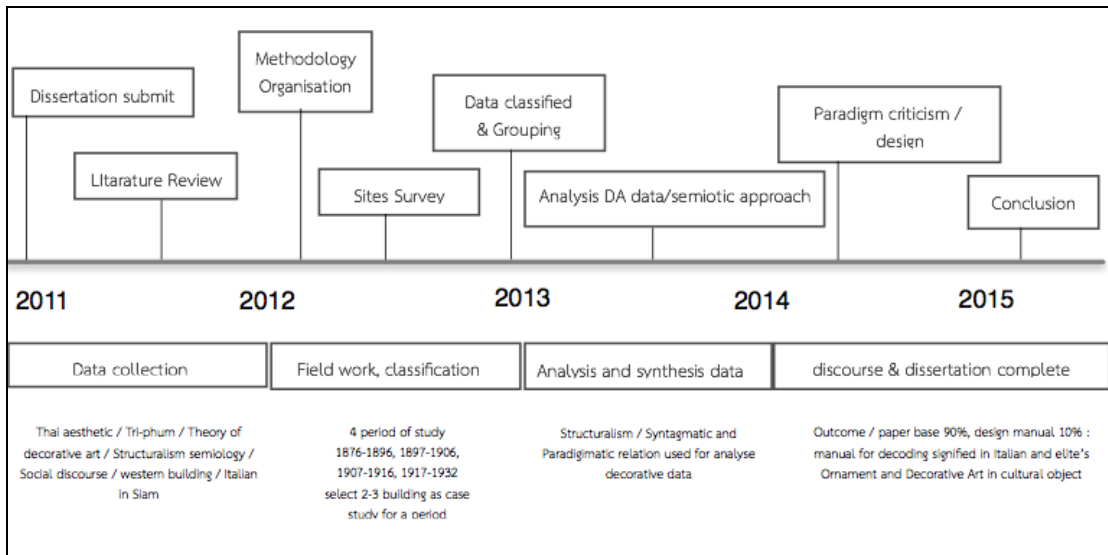 Dissertation submit
LItarature Review
Methodology
Organisation
Sites Survey
Data classified
& Grouping
Analysis DA data/semiotic approach
Paradigm criticism /
design
Conclusion
2011
2012
2013
2014
2015
Data collection
Field work, classification
Analysis and synthesis data
discourse & dissertation complete
Thai aesthetic / Tri-phum / Theory of
decorative art / Structuralism semiology /
Social discourse / western building / Italian
in Siam
4 period of study
1876-1896, 1897-1906,
1907-1916, 1917-1932
select 2-3 building as case
study for a period
Structuralism / Syntagmatic and
Paradigmatic relation used for analyse
decorative data
Outcome / paper base 90%, design manual 10% :
manual for decoding signified in Italian and elite's
Ornament and Decorative Art in cultural object